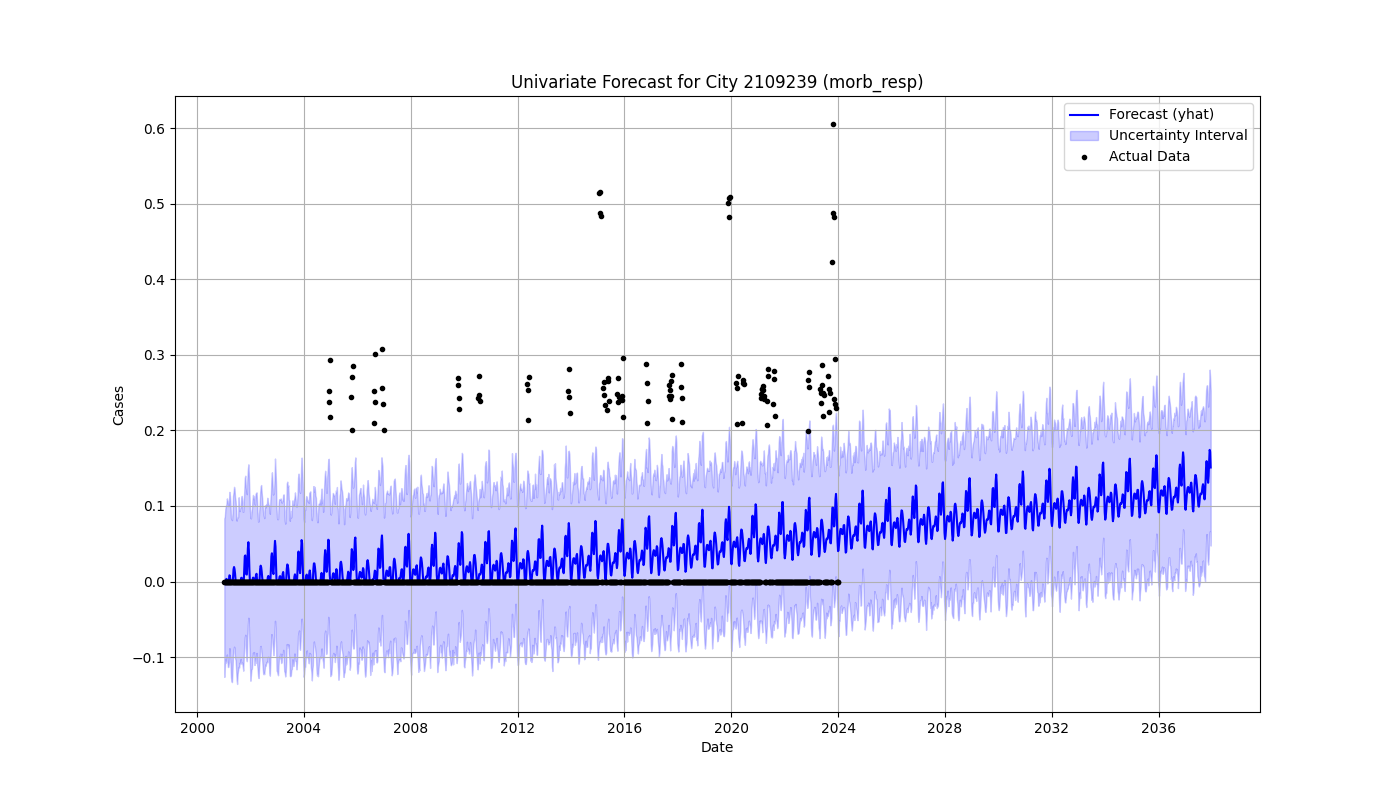 Univariate Forecast for City 2109239 (morb_resp)
Forecast (yhat)
Uncertainty Interval
Actual Data
Cases
0.6
0.5
0.4
0.3
0.2
0.1
0.0
−0.1
2000 2004 2008 2012 2016 2020 2024 2028 2032 2036
Date